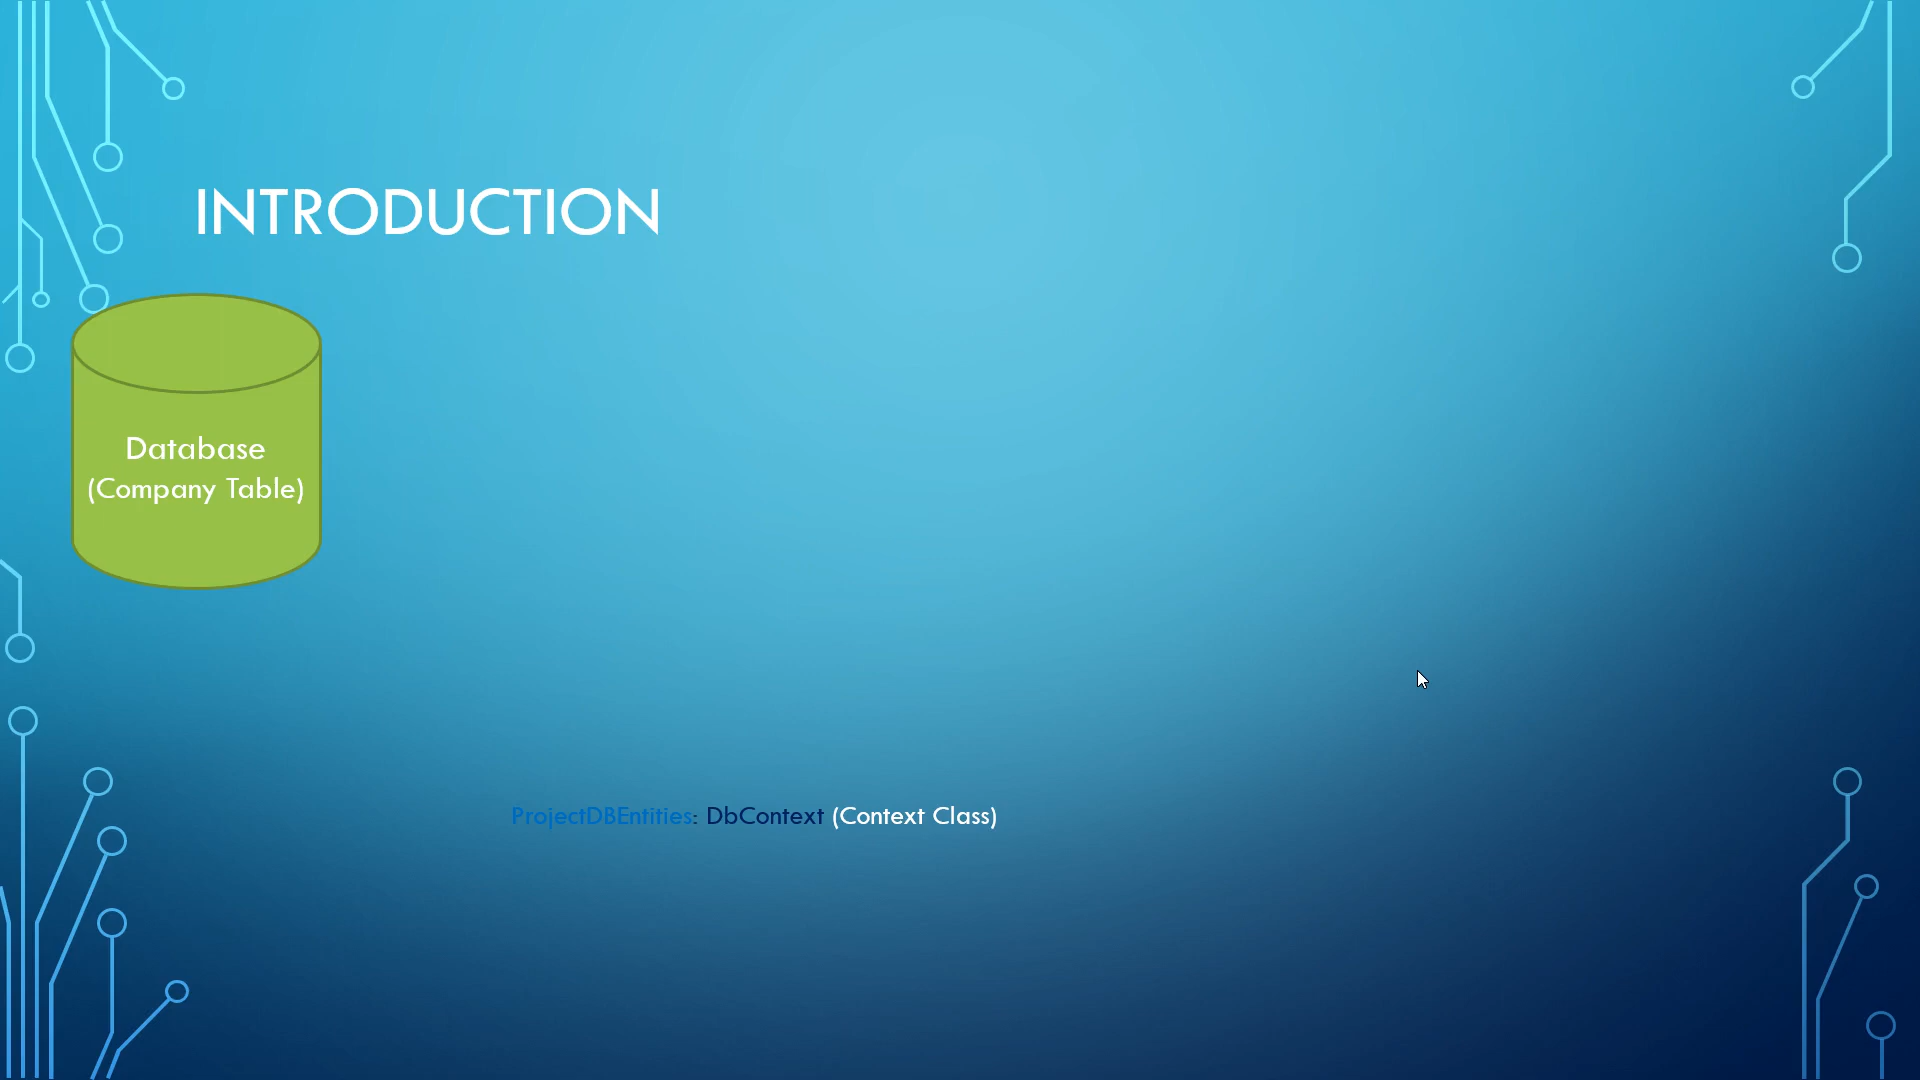 INTRODUCTION
Database
(Company Table)
ProjectDBEntities: DbContext (Context Class)